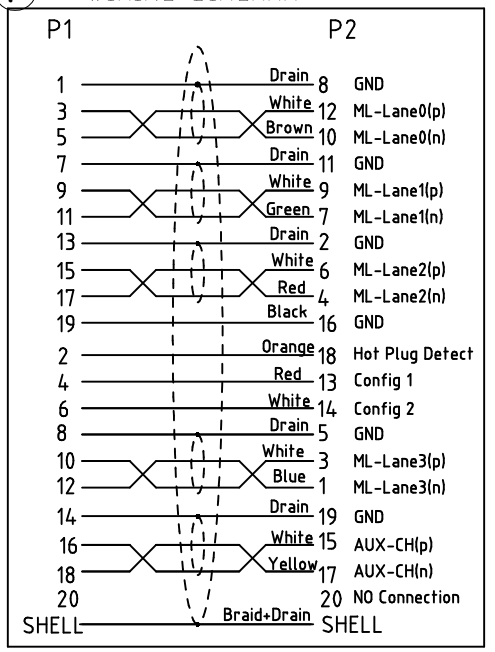 P1 P2
1 Drain 8 GND
3 White 12 ML-Lane0(p)
5 Brown 10 ML-Lane0(n)
7 Drain 11 GND
9 White 9 ML-Lane1(p)
11 Green 7 ML-Lane1(n)
13 Drain 2 GND
15 White 6 ML-Lane2(p)
17 Red 4 ML-Lane2(n)
19 Black 16 GND
2 Orange 18 Hot Plug Detect
4 Red 13 Config 1
6 White 14 Config 2
8 Drain 5 GND
10 White 3 ML-Lane3(p)
12 Blue 1 ML-Lane3(n)
14 Drain 19 GND
16 White 15 AUX-CH(p)
18 Yellow 17 AUX-CH(n)
20 20 NO Connection
SHELL Braid+Drain SHELL